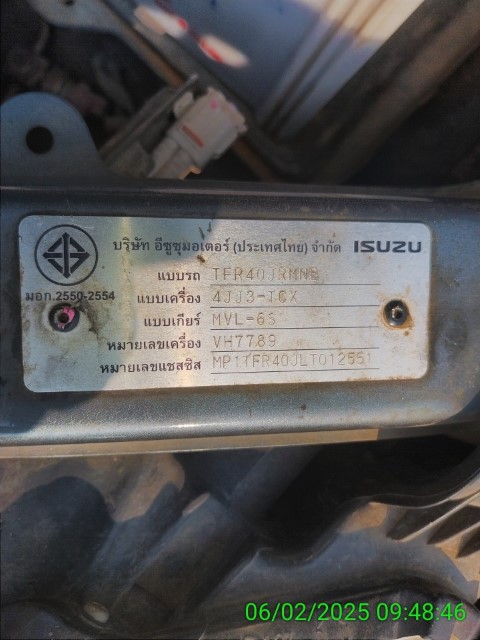 บริษัท อีซูซุมอเตอร์ (ประเทศไทย) จำกัด ISUZU
แบบรถ TFR40JRMNB
มอก.2550-2554
แบบเครื่อง 4JJ3-TCX
แบบเกียร์ MVL-6S
หมายเลขเครื่อง VH7789
หมายเลขแชสซิส MP1TFR40JLT012551
06/02/2025 09:48:46